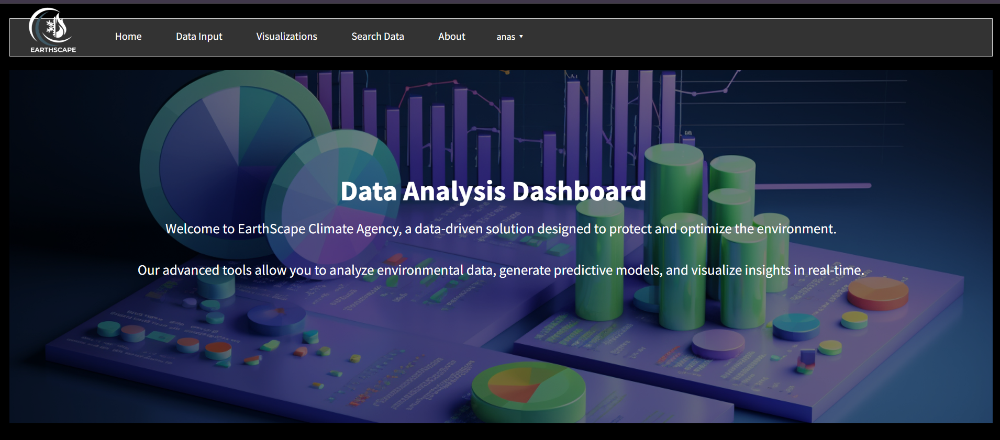 EARTHSCAPE
Home Data Input Visualizations Search Data About anas
Data Analysis Dashboard
Welcome to EarthScape Climate Agency, a data-driven solution designed to protect and optimize the environment.
Our advanced tools allow you to analyze environmental data, generate predictive models, and visualize insights in real-time.